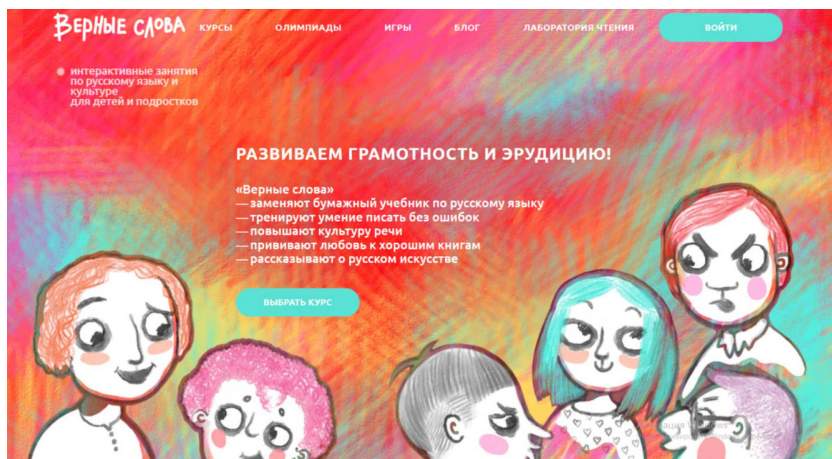 Верные слова
КУРСЫ
ОЛИМПИАДЫ
ИГРЫ
БЛОГ
ЛАБОРАТОРИЯ ЧТЕНИЯ
ВОЙТИ
интерактивные занятия
по русскому языку и
культуре
для детей и подростков
РАЗВИВАЕМ ГРАМОТНОСТЬ И ЭРУДИЦИЮ!
«Верные слова»
— заменяют бумажный учебник по русскому языку
— тренируют умение писать без ошибок
— повышают культуру речи
— прививают любовь к хорошим книгам
— рассказывают о русском искусстве
ВЫБРАТЬ КУРС